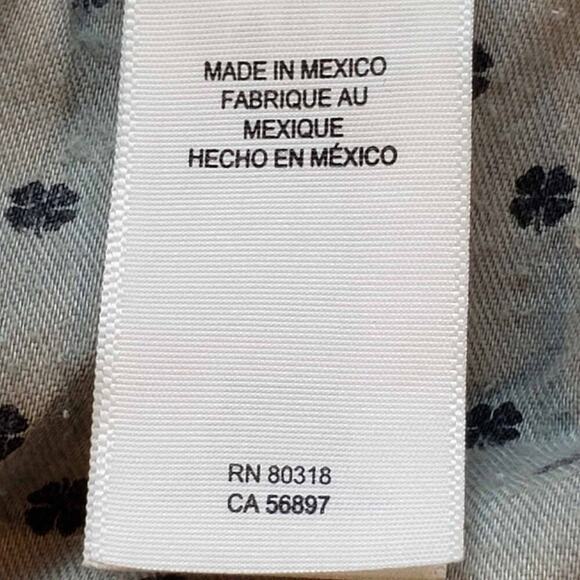 MADE IN MEXICO
FABRIQUE AU
MEXIQUE
HECHO EN MÉXICO
RN 80318
CA 56897